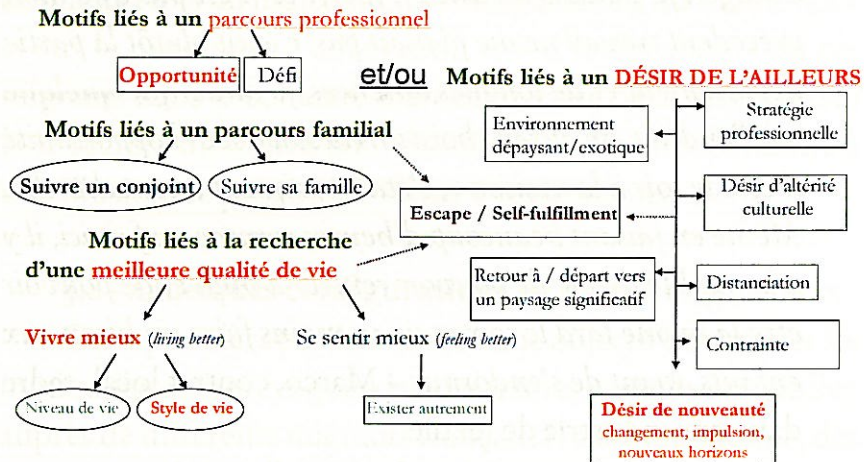 Motifs liés à un parcours professionnel
Opportunité
Défi
et/ou
Motifs liés à un DÉSIR DE L'AILLEURS
Motifs liés à un parcours familial
Suivre un conjoint
Suivre sa famille
Motifs liés à la recherche
d'une meilleure qualité de vie
Vivre mieux (living better)
Se sentir mieux (feeling better)
Niveau de vie
Style de vie
Exister autrement
Environnement
dépaysant/exotique
Escape / Self-fulfillment
Retour à / départ vers
un paysage significatif
Stratégie
professionnelle
Désir d'altérité
culturelle
Distanciation
Contrainte
Désir de nouveauté
changement, impulsion,
nouveaux horizons